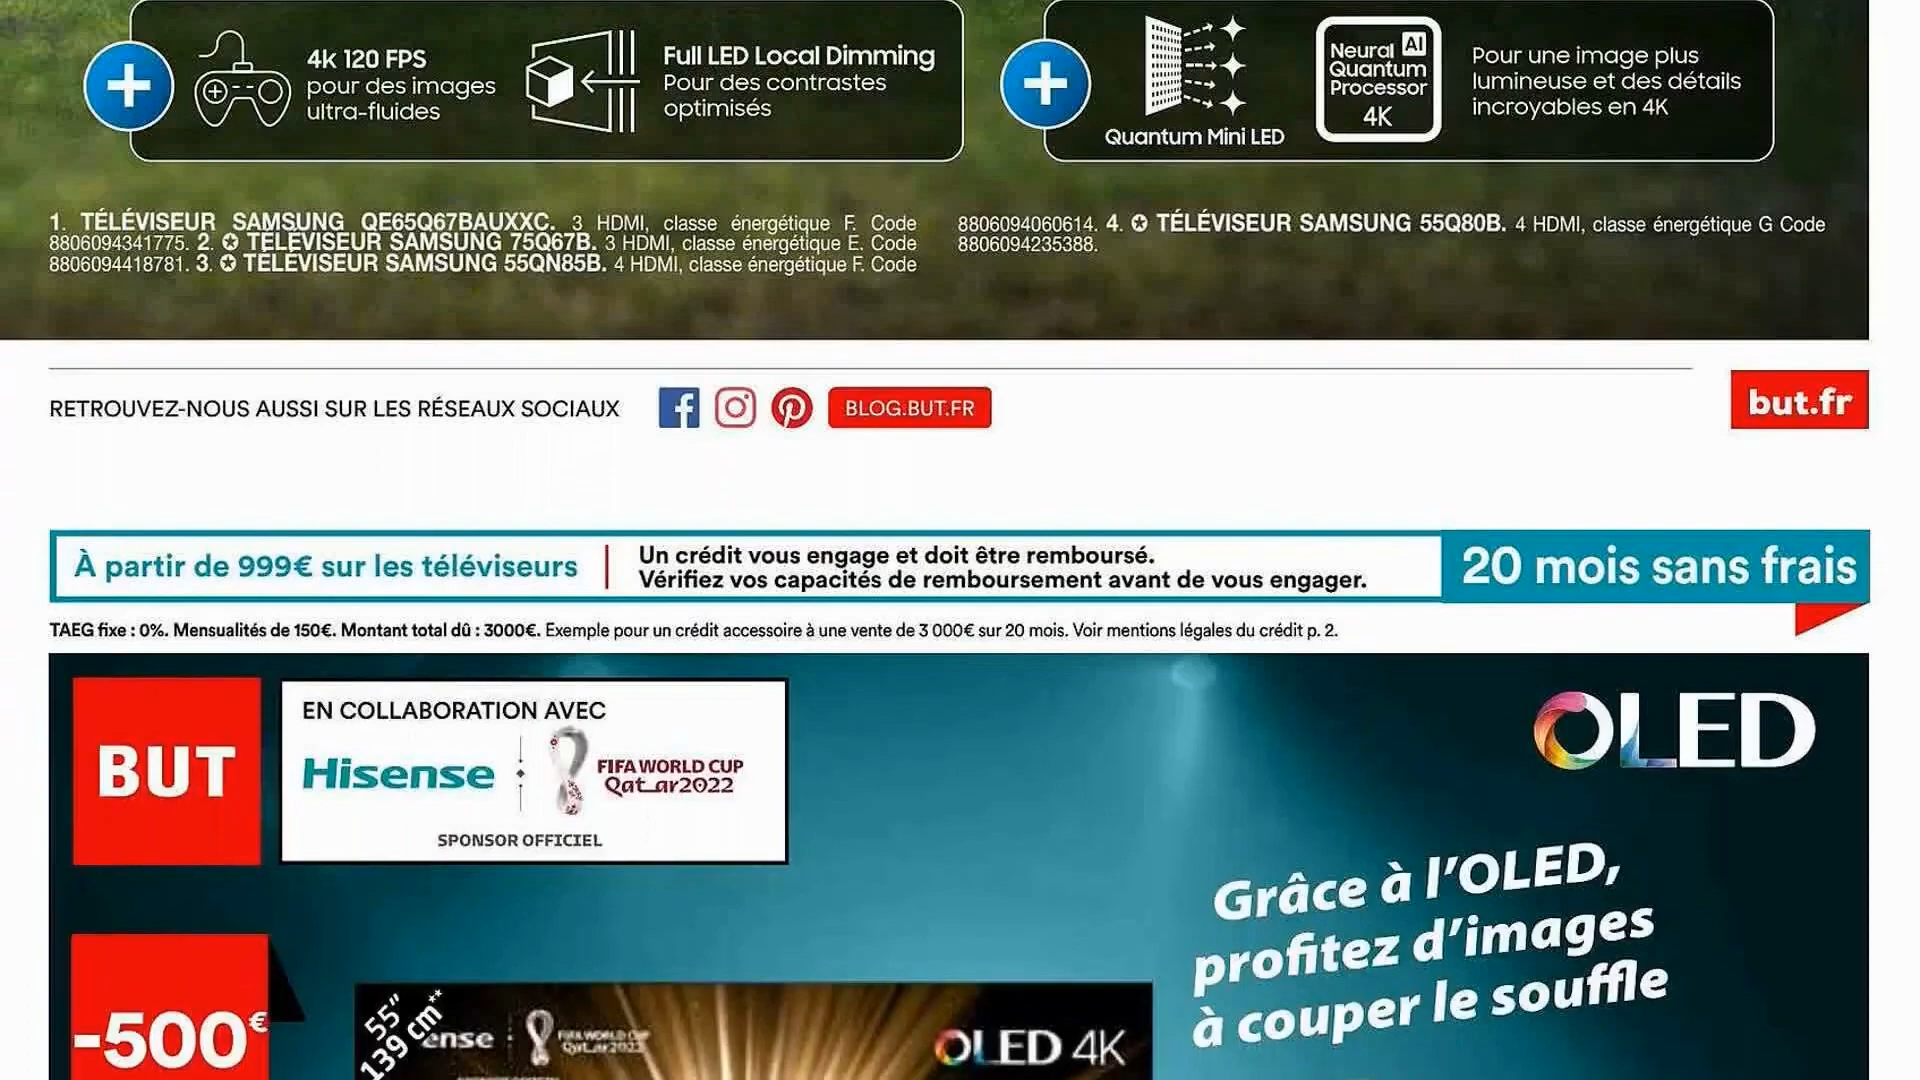 4k 120 FPS
pour des images
ultra-fluides
Full LED Local Dimming
Pour des contrastes
optimisés
Quantum Mini LED
Neural AI
Quantum
Processor
4K
Pour une image plus
lumineuse et des détails
incroyables en 4K
1. TÉLÉVISEUR SAMSUNG QE65Q67BAUXXC. 3 HDMI, classe énergétique F. Code
8806094341775. 2. ✪ TÉLÉVISEUR SAMSUNG 75Q67B. 3 HDMI, classe énergétique E. Code
8806094418781. 3. ✪ TÉLÉVISEUR SAMSUNG 55QN85B. 4 HDMI, classe énergétique F. Code
8806094060614. 4. ✪ TÉLÉVISEUR SAMSUNG 55Q80B. 4 HDMI, classe énergétique G Code
8806094235388.
RETROUVEZ-NOUS AUSSI SUR LES RÉSEAUX SOCIAUX
BLOG.BUT.FR
but.fr
À partir de 999€ sur les téléviseurs
Un crédit vous engage et doit être remboursé.
Vérifiez vos capacités de remboursement avant de vous engager.
20 mois sans frais
TAEG fixe : 0%. Mensualités de 150€. Montant total dû : 3000€. Exemple pour un crédit accessoire à une vente de 3 000€ sur 20 mois. Voir mentions légales du crédit p. 2.
BUT
EN COLLABORATION AVEC
Hisense
FIFA WORLD CUP
Qatar2022
SPONSOR OFFICIEL
OLED
Grâce à l'OLED,
profitez d'images
à couper le souffle
-500€
55"
139 cm**
ense
FIFA WORLD CUP
Qatar2022
OLED 4K